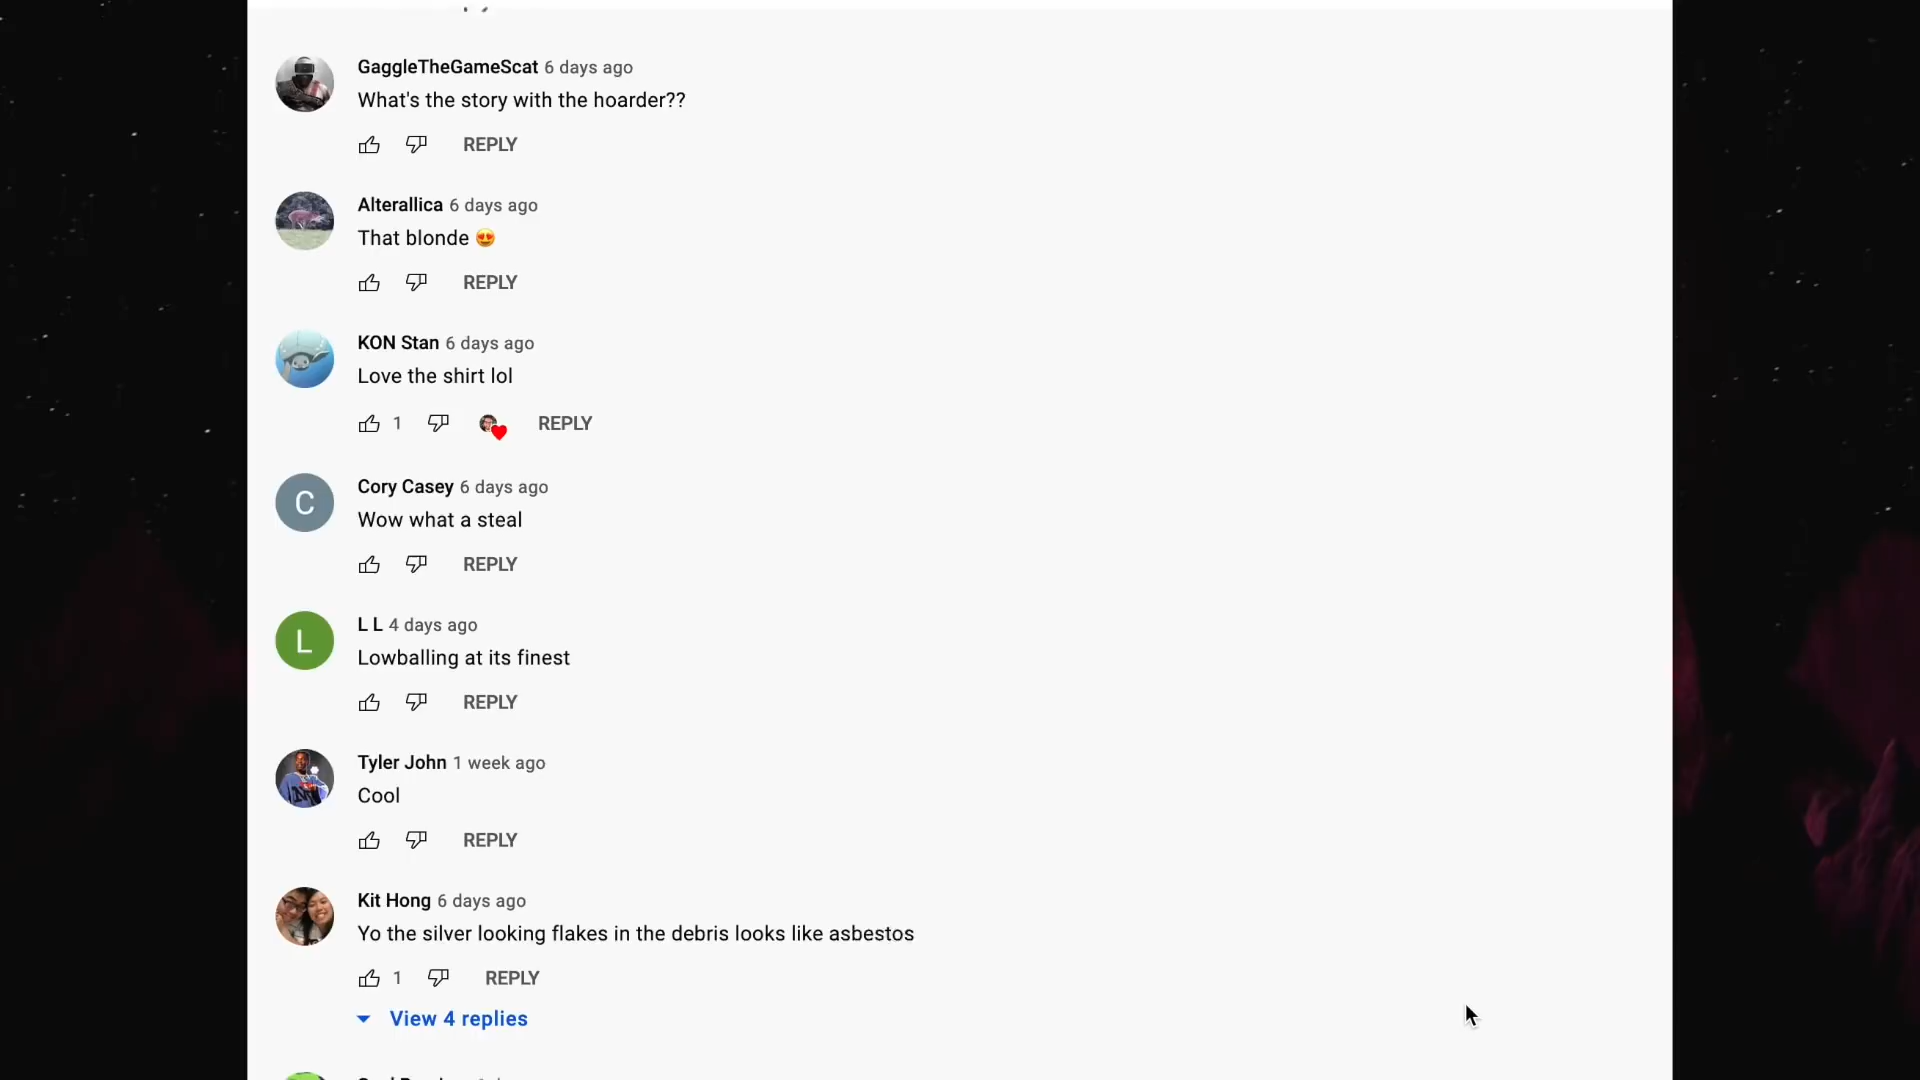 GaggleTheGameScat 6 days ago
What's the story with the hoarder??
REPLY
Alterallica 6 days ago
That blonde 😍
REPLY
KON Stan 6 days ago
Love the shirt lol
1 REPLY
C
Cory Casey 6 days ago
Wow what a steal
REPLY
L
L L 4 days ago
Lowballing at its finest
REPLY
Tyler John 1 week ago
Cool
REPLY
Kit Hong 6 days ago
Yo the silver looking flakes in the debris looks like asbestos
1 REPLY
View 4 replies